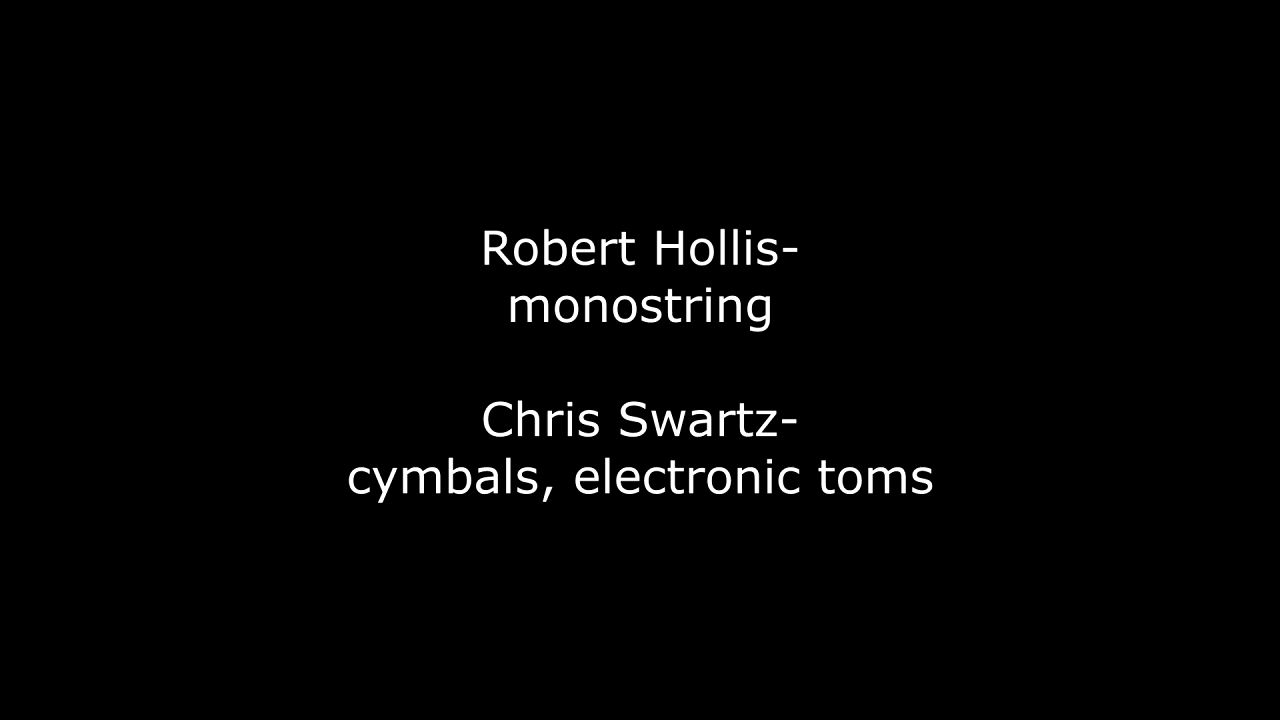 Robert Hollis-
monostring
Chris Swartz-
cymbals, electronic toms